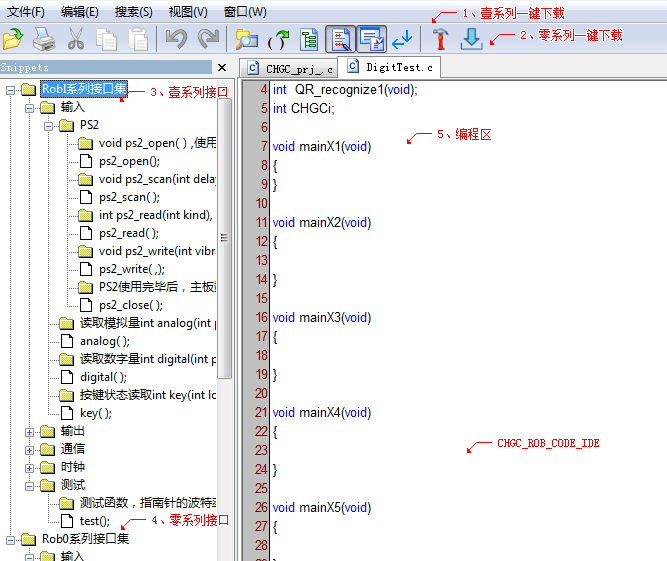 文件(F) 编辑(E) 搜索(S) 视图(V) 窗口(W)
1、壹系列一键下载
2、零系列一键下载
Snippets
CHGC_prj_.c DigitTest.c
RobI系列接口集
3、壹系列接口
输入
PS2
void ps2_open( ) ,使用
ps2_open();
void ps2_scan(int delay
ps2_scan( );
int ps2_read(int kind),
ps2_read( );
void ps2_write(int vibra
ps2_write( ,);
PS2使用完毕后，主板
ps2_close( );
读取模拟量int analog(int p
analog( );
读取数字量int digital(int p
digital( );
按键状态读取int key(int lo
key( );
输出
通信
时钟
测试
测试函数，指南针的波特率
test();
4、零系列接口
Rob0系列接口集
输入
4 int QR_recognize1(void);
5 int CHGCi;
6
7 void mainX1(void)
5、编程区
8 {
9 }
10
11 void mainX2(void)
12 {
13
14 }
15
16 void mainX3(void)
17 {
18
19 }
20
21 void mainX4(void)
22 {
23
CHGC_ROB_CODE_IDE
24 }
25
26 void mainX5(void)
27 {
28